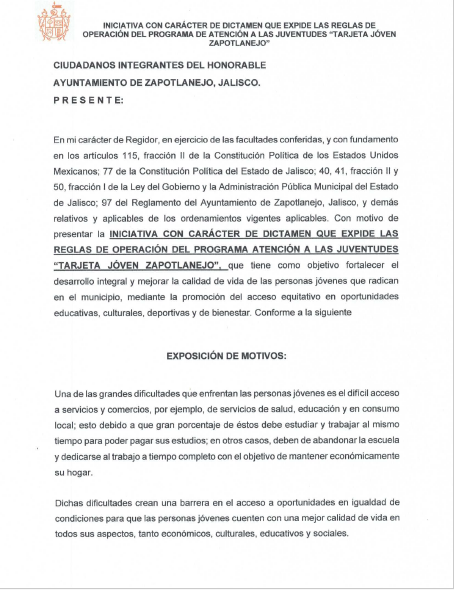 INICIATIVA CON CARÁCTER DE DICTAMEN QUE EXPIDE LAS REGLAS DE
OPERACIÓN DEL PROGRAMA DE ATENCIÓN A LAS JUVENTUDES “TARJETA JÓVEN
ZAPOTLANEJO”
CIUDADANOS INTEGRANTES DEL HONORABLE
AYUNTAMIENTO DE ZAPOTLANEJO, JALISCO.
P R E S E N T E:
En mi carácter de Regidor, en ejercicio de las facultades conferidas, y con fundamento
en los artículos 115, fracción II de la Constitución Política de los Estados Unidos
Mexicanos; 77 de la Constitución Política del Estado de Jalisco; 40, 41, fracción II y
50, fracción I de la Ley del Gobierno y la Administración Pública Municipal del Estado
de Jalisco; 97 del Reglamento del Ayuntamiento de Zapotlanejo, Jalisco, y demás
relativos y aplicables de los ordenamientos vigentes aplicables. Con motivo de
presentar la INICIATIVA CON CARÁCTER DE DICTAMEN QUE EXPIDE LAS
REGLAS DE OPERACIÓN DEL PROGRAMA ATENCIÓN A LAS JUVENTUDES
“TARJETA JÓVEN ZAPOTLANEJO”, que tiene como objetivo fortalecer el
desarrollo integral y mejorar la calidad de vida de las personas jóvenes que radican
en el municipio, mediante la promoción del acceso equitativo en oportunidades
educativas, culturales, deportivas y de bienestar. Conforme a la siguiente
EXPOSICIÓN DE MOTIVOS:
Una de las grandes dificultades que enfrentan las personas jóvenes es el difícil acceso
a servicios y comercios, por ejemplo, de servicios de salud, educación y en consumo
local; esto debido a que gran porcentaje de éstos debe estudiar y trabajar al mismo
tiempo para poder pagar sus estudios; en otros casos, deben de abandonar la escuela
y dedicarse al trabajo a tiempo completo con el objetivo de mantener económicamente
su hogar.
Dichas dificultades crean una barrera en el acceso a oportunidades en igualdad de
condiciones para que las personas jóvenes cuenten con una mejor calidad de vida en
todos sus aspectos, tanto económicos, culturales, educativos y sociales.